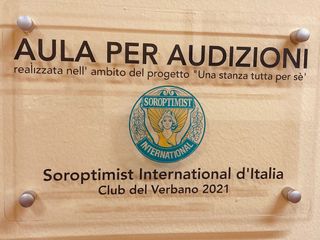 AULA PER AUDIZIONI
realizzata nell' ambito del progetto "Una stanza tutta per sè'
SOROPTIMIST
INTERNATIONAL
Soroptimist International d'Italia
Club del Verbano 2021